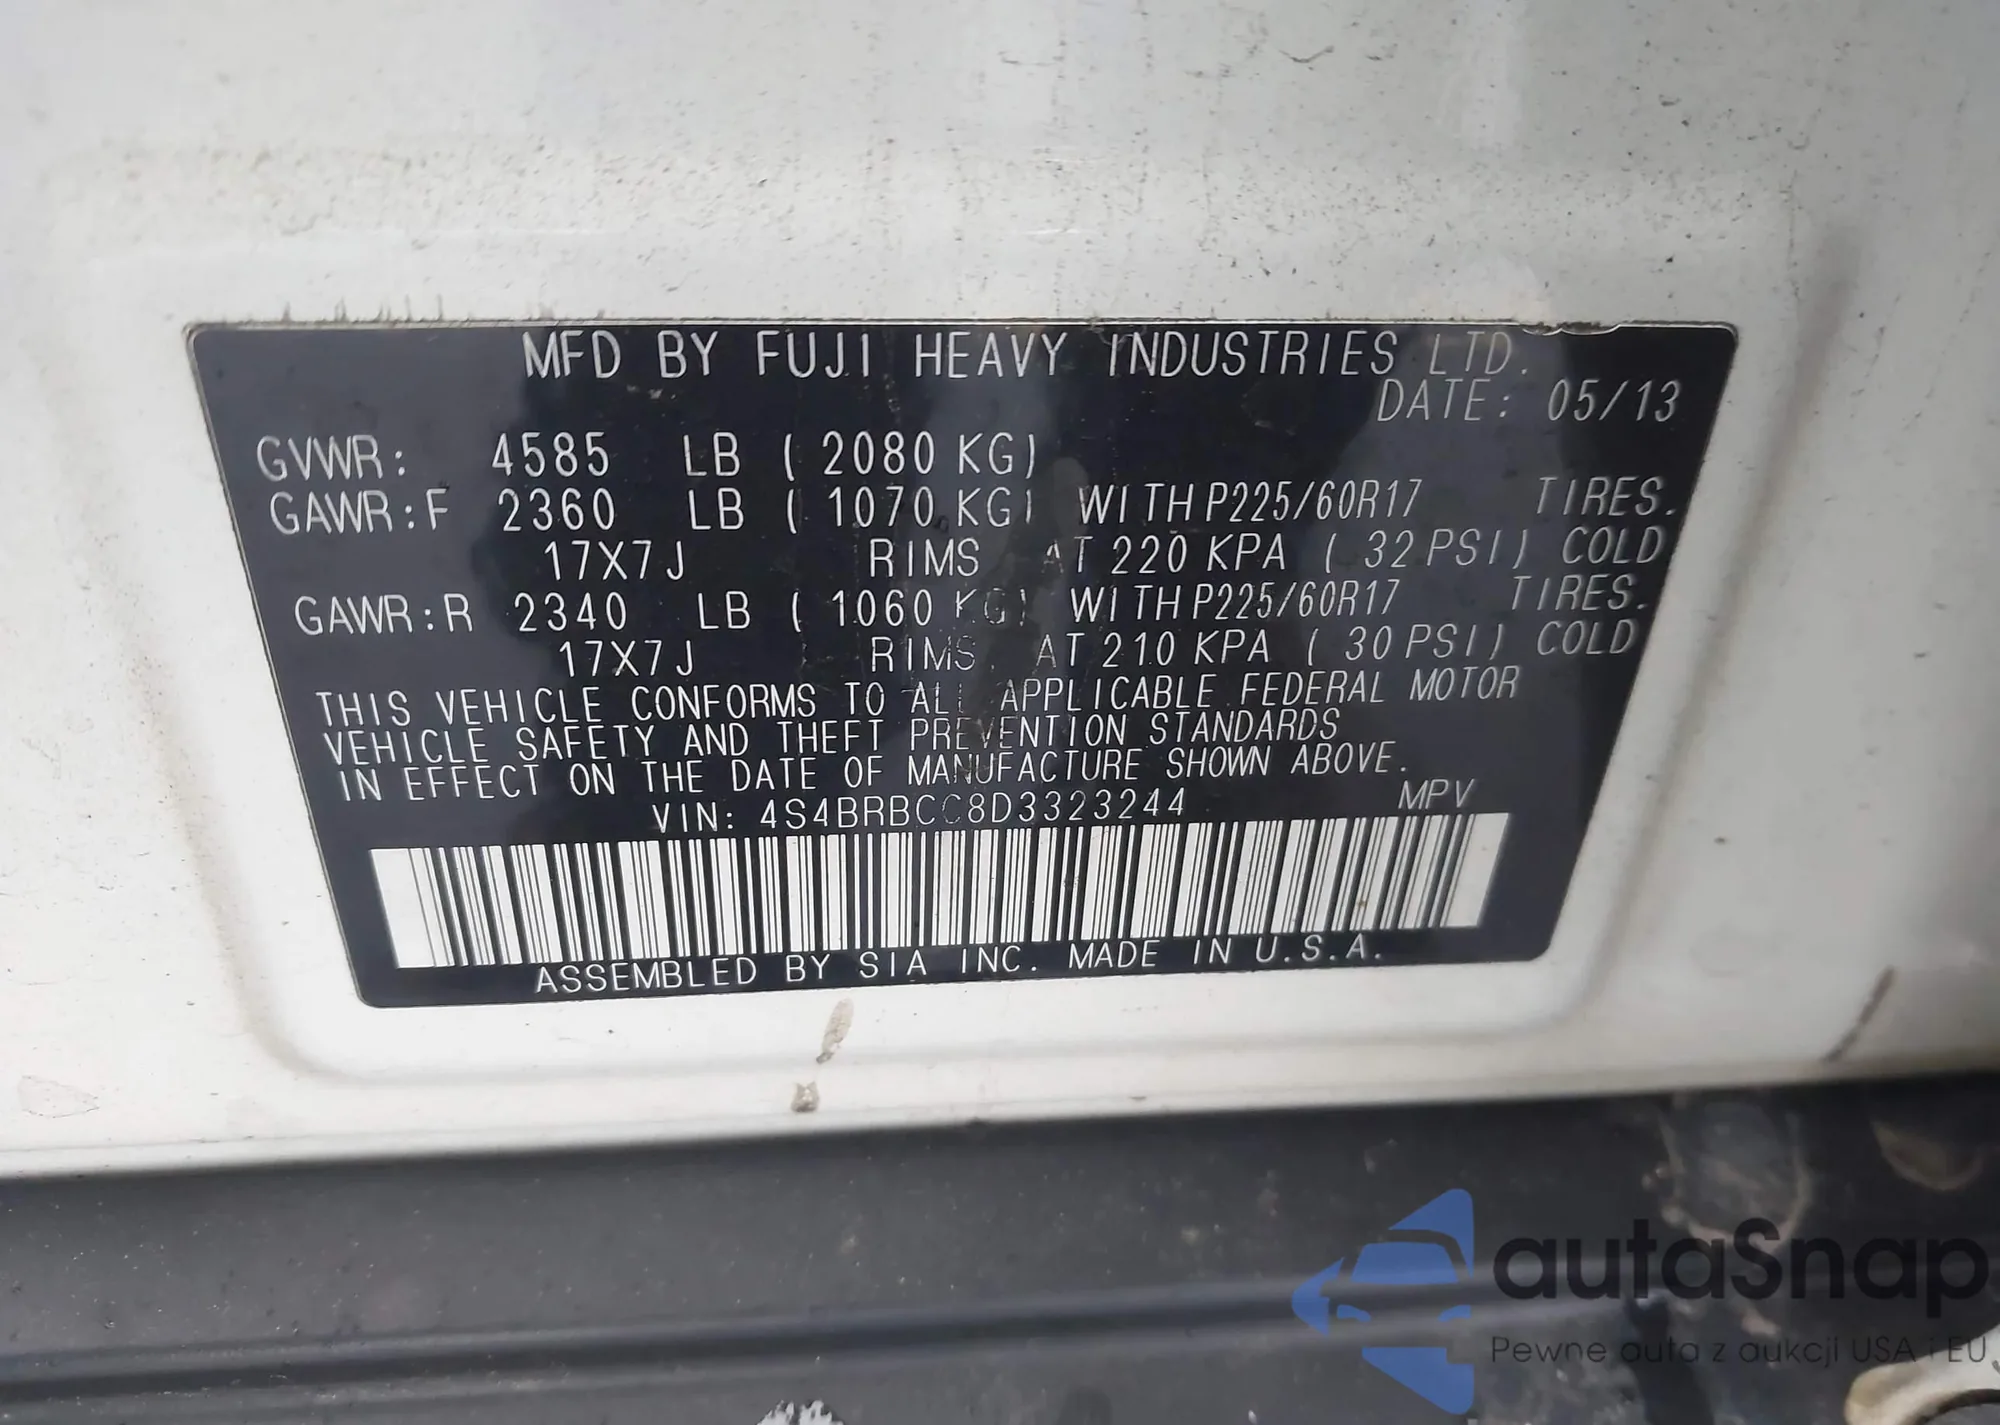 MFD BY FUJI HEAVY INDUSTRIES LTD.
DATE: 05/13
GVWR: 4585 LB ( 2080 KG)
GAWR:F 2360 LB ( 1070 KG) WITH P225/60R17 TIRES.
17X7J RIMS AT 220 KPA ( 32 PSI) COLD
GAWR:R 2340 LB ( 1060 KG) WITH P225/60R17 TIRES.
17X7J RIMS. AT 210 KPA ( 30 PSI) COLD
THIS VEHICLE CONFORMS TO ALL APPLICABLE FEDERAL MOTOR
VEHICLE SAFETY AND THEFT PREVENTION STANDARDS
IN EFFECT ON THE DATE OF MANUFACTURE SHOWN ABOVE.
VIN: 4S4BRBCC8D3323244 MPV
ASSEMBLED BY SIA INC. MADE IN U.S.A.
autaSnap
Pewne auta z aukcji USA i EU